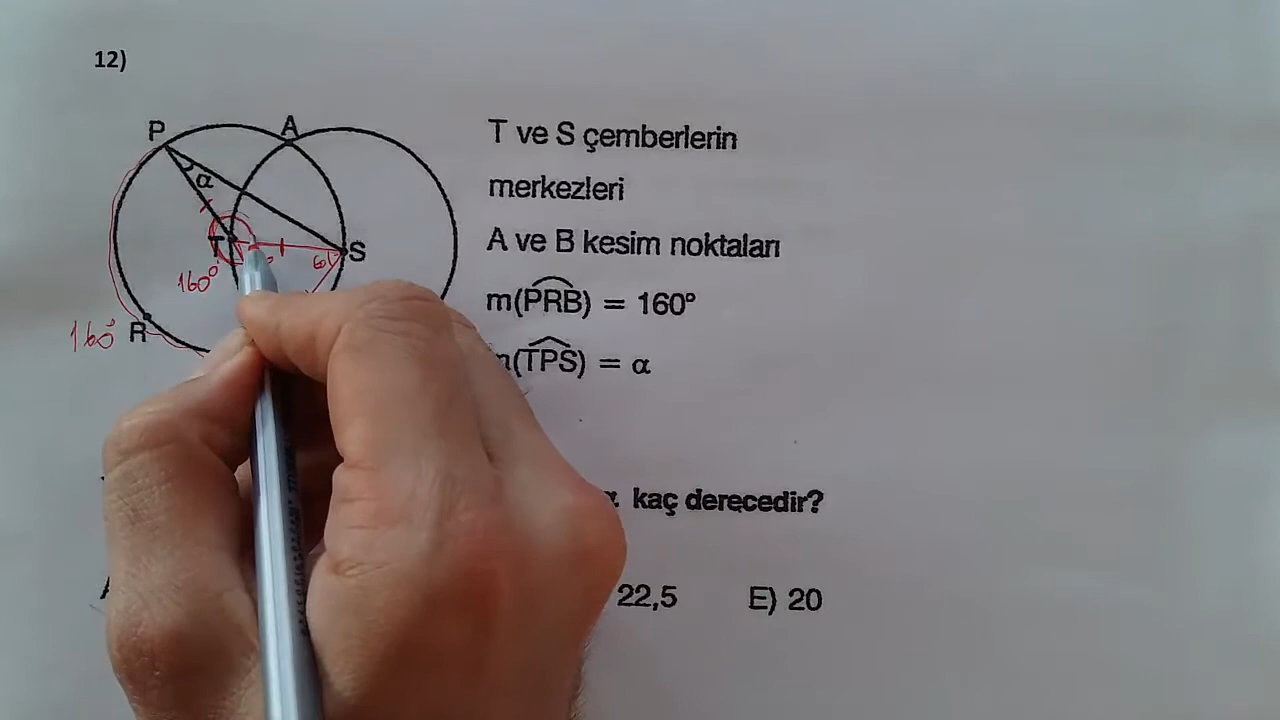 12)
P
A
α
T
S
60
160°
R
160°
T ve S çemberlerin
merkezleri
A ve B kesim noktaları
m(PRB) = 160°
(TPS) = α
kaç derecedir?
22,5 E) 20